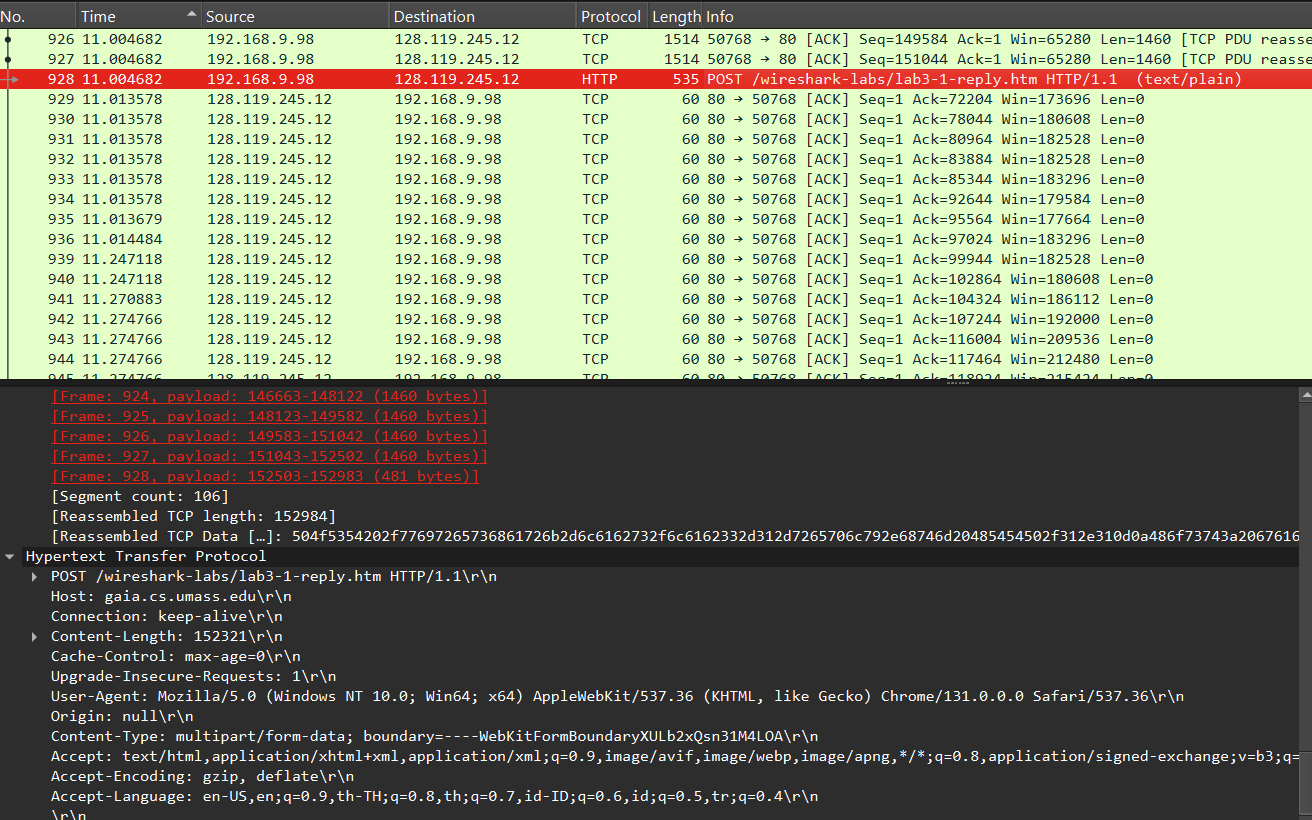 No. Time Source Destination Protocol Length Info
926 11.004682 192.168.9.98 128.119.245.12 TCP 1514 50768 → 80 [ACK] Seq=149584 Ack=1 Win=65280 Len=1460 [TCP PDU reasse
927 11.004682 192.168.9.98 128.119.245.12 TCP 1514 50768 → 80 [ACK] Seq=151044 Ack=1 Win=65280 Len=1460 [TCP PDU reasse
928 11.004682 192.168.9.98 128.119.245.12 HTTP 535 POST /wireshark-labs/lab3-1-reply.htm HTTP/1.1  (text/plain)
929 11.013578 128.119.245.12 192.168.9.98 TCP 60 80 → 50768 [ACK] Seq=1 Ack=72204 Win=173696 Len=0
930 11.013578 128.119.245.12 192.168.9.98 TCP 60 80 → 50768 [ACK] Seq=1 Ack=78044 Win=180608 Len=0
931 11.013578 128.119.245.12 192.168.9.98 TCP 60 80 → 50768 [ACK] Seq=1 Ack=80964 Win=182528 Len=0
932 11.013578 128.119.245.12 192.168.9.98 TCP 60 80 → 50768 [ACK] Seq=1 Ack=83884 Win=182528 Len=0
933 11.013578 128.119.245.12 192.168.9.98 TCP 60 80 → 50768 [ACK] Seq=1 Ack=85344 Win=183296 Len=0
934 11.013578 128.119.245.12 192.168.9.98 TCP 60 80 → 50768 [ACK] Seq=1 Ack=92644 Win=179584 Len=0
935 11.013679 128.119.245.12 192.168.9.98 TCP 60 80 → 50768 [ACK] Seq=1 Ack=95564 Win=177664 Len=0
936 11.014484 128.119.245.12 192.168.9.98 TCP 60 80 → 50768 [ACK] Seq=1 Ack=97024 Win=183296 Len=0
939 11.247118 128.119.245.12 192.168.9.98 TCP 60 80 → 50768 [ACK] Seq=1 Ack=99944 Win=182528 Len=0
940 11.247118 128.119.245.12 192.168.9.98 TCP 60 80 → 50768 [ACK] Seq=1 Ack=102864 Win=180608 Len=0
941 11.270883 128.119.245.12 192.168.9.98 TCP 60 80 → 50768 [ACK] Seq=1 Ack=104324 Win=186112 Len=0
942 11.274766 128.119.245.12 192.168.9.98 TCP 60 80 → 50768 [ACK] Seq=1 Ack=107244 Win=192000 Len=0
943 11.274766 128.119.245.12 192.168.9.98 TCP 60 80 → 50768 [ACK] Seq=1 Ack=116004 Win=209536 Len=0
944 11.274766 128.119.245.12 192.168.9.98 TCP 60 80 → 50768 [ACK] Seq=1 Ack=117464 Win=212480 Len=0
945 11.274766 128.119.245.12 192.168.9.98 TCP 60 80 → 50768 [ACK] Seq=1 Ack=118924 Win=215424 Len=0
[Frame: 924, payload: 146663-148122 (1460 bytes)]
[Frame: 925, payload: 148123-149582 (1460 bytes)]
[Frame: 926, payload: 149583-151042 (1460 bytes)]
[Frame: 927, payload: 151043-152502 (1460 bytes)]
[Frame: 928, payload: 152503-152983 (481 bytes)]
[Segment count: 106]
[Reassembled TCP length: 152984]
[Reassembled TCP Data […]: 504f5354202f77697265736861726b2d6c6162732f6c6162332d312d7265706c792e68746d20485454502f312e310d0a486f73743a2067616
Hypertext Transfer Protocol
POST /wireshark-labs/lab3-1-reply.htm HTTP/1.1\r\n
Host: gaia.cs.umass.edu\r\n
Connection: keep-alive\r\n
Content-Length: 152321\r\n
Cache-Control: max-age=0\r\n
Upgrade-Insecure-Requests: 1\r\n
User-Agent: Mozilla/5.0 (Windows NT 10.0; Win64; x64) AppleWebKit/537.36 (KHTML, like Gecko) Chrome/131.0.0.0 Safari/537.36\r\n
Origin: null\r\n
Content-Type: multipart/form-data; boundary=----WebKitFormBoundaryXULb2xQsn31M4LOA\r\n
Accept: text/html,application/xhtml+xml,application/xml;q=0.9,image/avif,image/webp,image/apng,*/*;q=0.8,application/signed-exchange;v=b3;q=
Accept-Encoding: gzip, deflate\r\n
Accept-Language: en-US,en;q=0.9,th-TH;q=0.8,th;q=0.7,id-ID;q=0.6,id;q=0.5,tr;q=0.4\r\n
\r\n